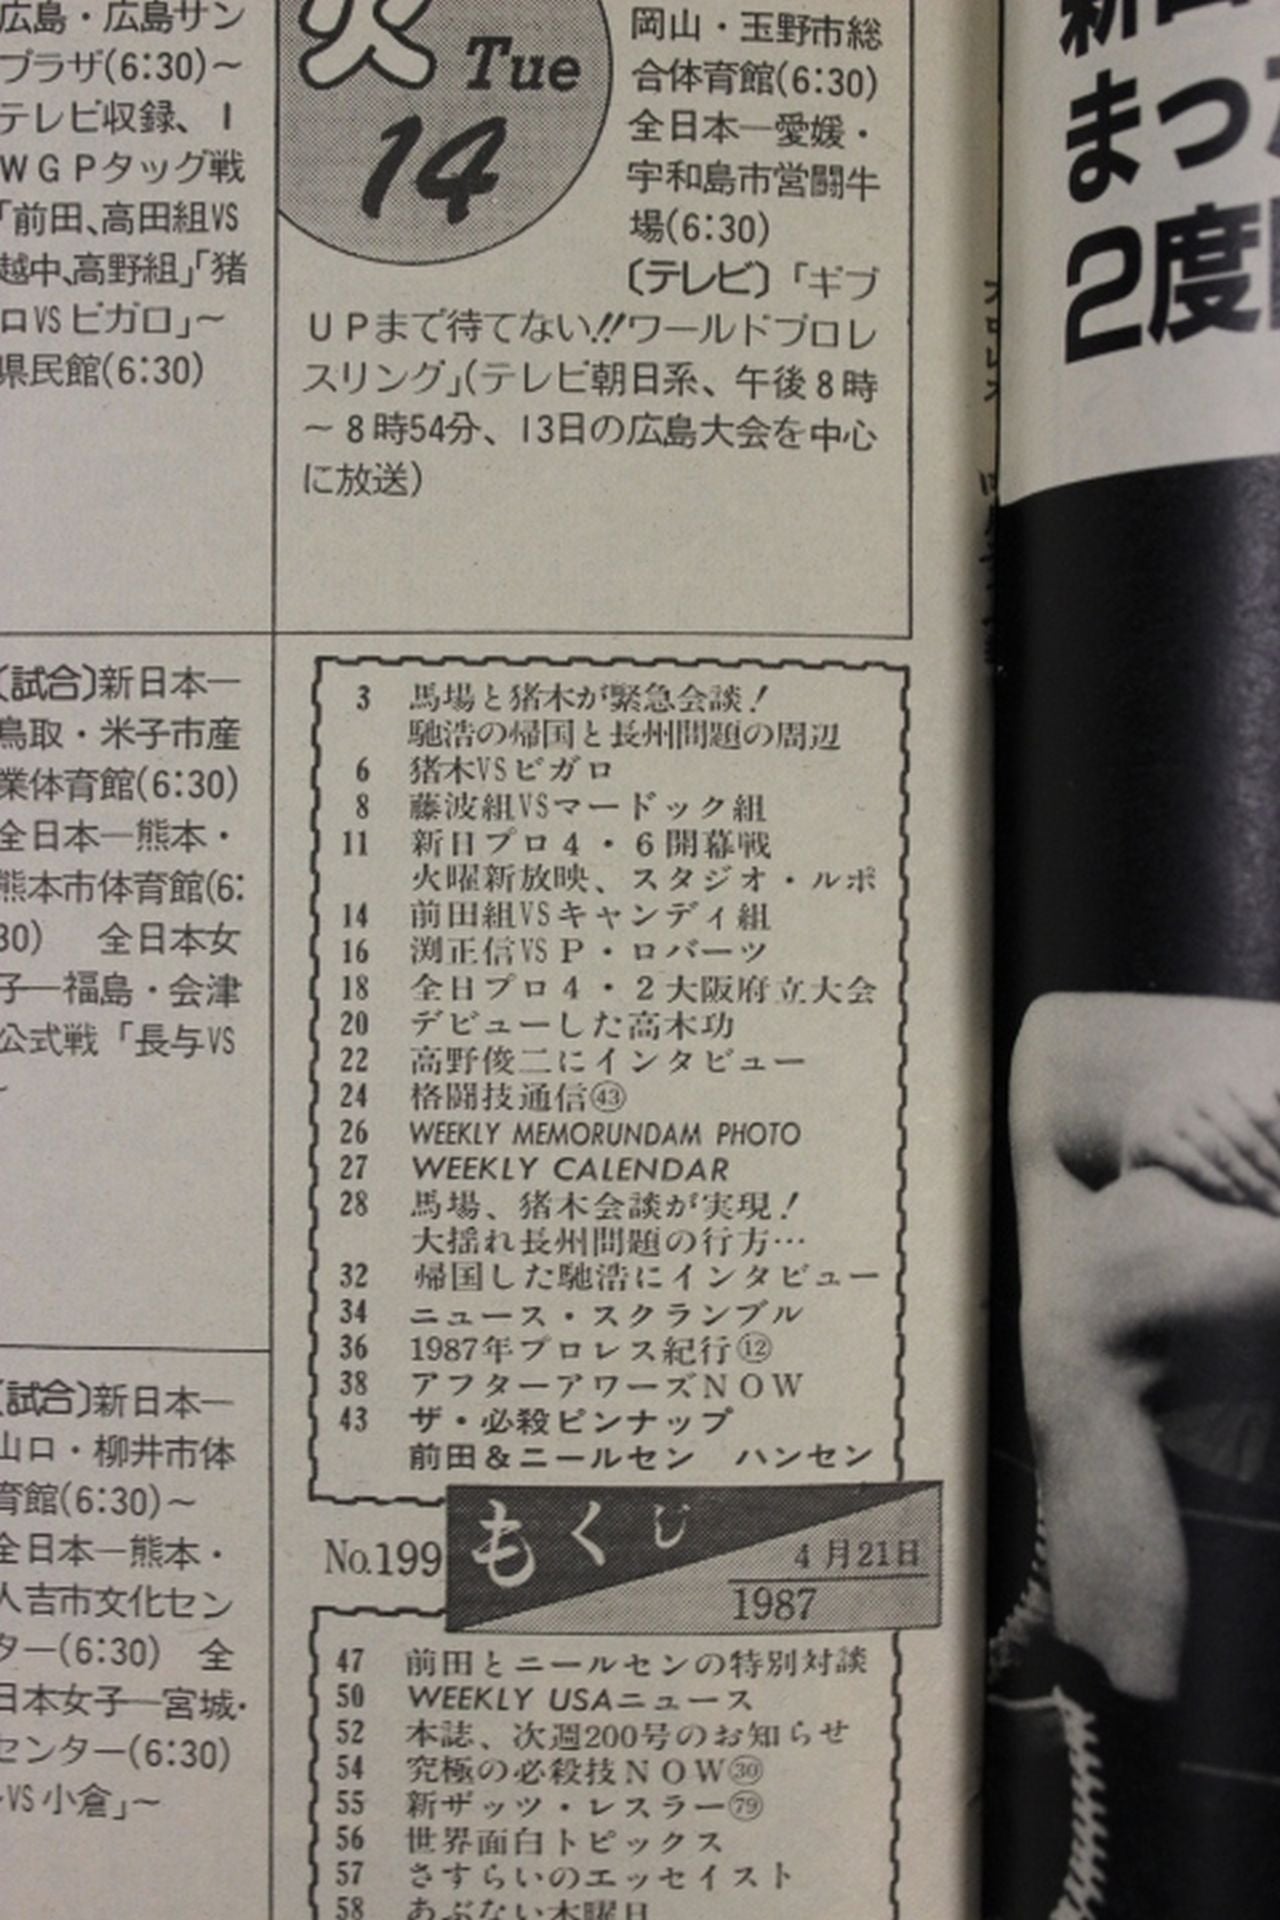 広島・広島サン
プラザ(6:30)～
テレビ収録、I
WGPタッグ戦
「前田、高田組VS
越中、高野組」「猪
VSビガロ」～
県民館(6:30)
火 Tue
14
岡山・玉野市総
合体育館(6:30)
全日本―愛媛・
宇和島市営闘牛
場(6:30)
〔テレビ〕「ギブ
UPまで待てない!!ワールドプロレ
スリング」(テレビ朝日系、午後8時
～8時54分、13日の広島大会を中心
に放送)
〔試合〕新日本―
鳥取・米子市産
業体育館(6:30)
全日本―熊本・
熊本市体育館(6:
30) 全日本女
子―福島・会津
公式戦「長与VS
〔試合〕新日本―
山口・柳井市体
育館(6:30)～
全日本―熊本・
人吉市文化セン
ター(6:30) 全
日本女子―宮城・
センター(6:30)
VS小倉」～
3 馬場と猪木が緊急会談!
馳浩の帰国と長州問題の周辺
6 猪木VSビガロ
8 藤波組VSマードック組
11 新日プロ4・6開幕戦
火曜新放映、スタジオ・ルポ
14 前田組VSキャンディ組
16 渕正信VS P・ロバーツ
18 全日プロ4・2大阪府立大会
20 デビューした高木功
22 高野俊二にインタビュー
24 格闘技通信㊸
26 WEEKLY MEMORUNDAM PHOTO
27 WEEKLY CALENDAR
28 馬場、猪木会談が実現!
大揺れ長州問題の行方…
32 帰国した馳浩にインタビュー
34 ニュース・スクランブル
36 1987年プロレス紀行⑫
38 アフターアワーズNOW
43 ザ・必殺ピンナップ
前田&ニールセン ハンセン
No.199
もくじ
4月21日
1987
47 前田とニールセンの特別対談
50 WEEKLY USAニュース
52 本誌、次週200号のお知らせ
54 究極の必殺技NOW㉚
55 新ザッツ・レスラー(79)
56 世界面白トピックス
57 さすらいのエッセイスト
58 あぶない木曜日
まった
2度